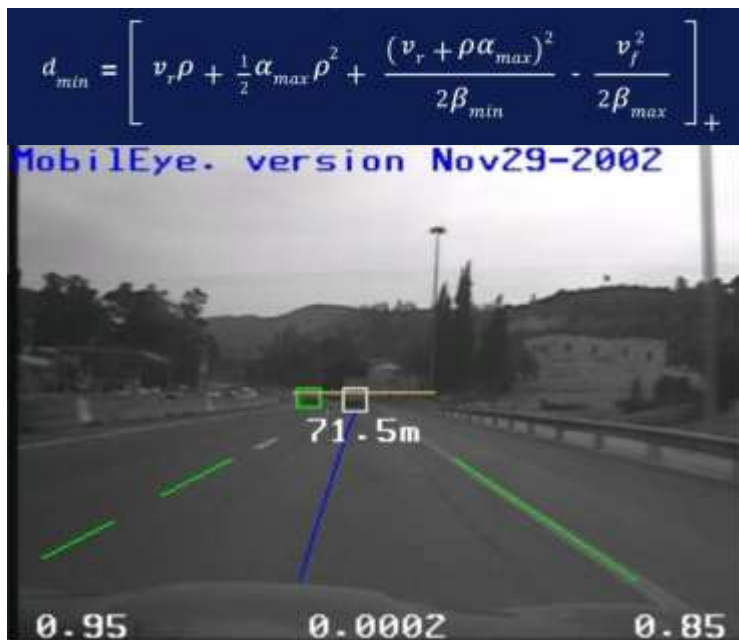 d_min = [ v_r ρ + 1/2 α_max ρ² + (v_r + ρα_max)² / 2β_min - v_f² / 2β_max ]_+
MobilEye. version Nov29-2002
71.5m
0.95 0.0002 0.85